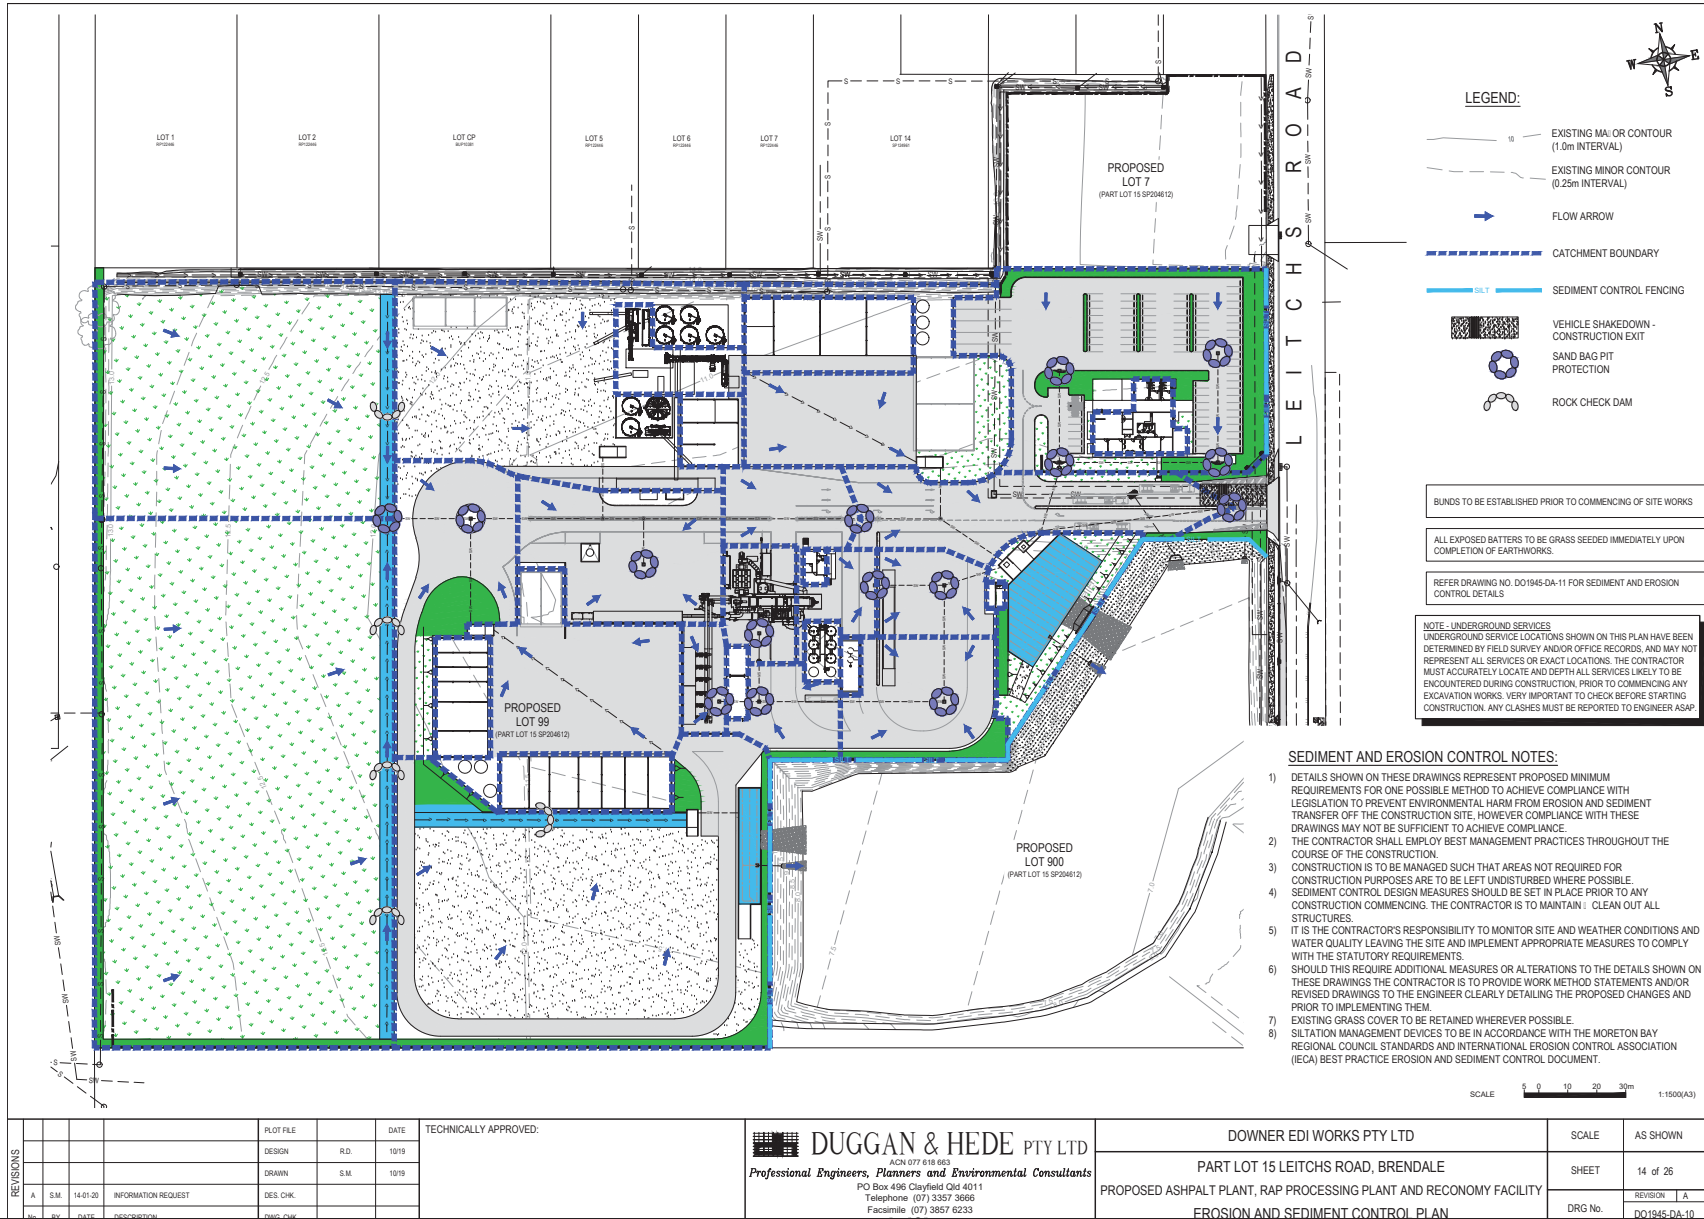 LOT 1
RP122446
LOT 2
RP122446
LOT CP
BUP10381
LOT 5
RP122446
LOT 6
RP122446
LOT 7
RP122446
LOT 14
SP134661
PROPOSED
LOT 7
(PART LOT 15 SP204612)
LEITCHS ROAD
N
E
S
W
LEGEND:
10
EXISTING MAJOR CONTOUR
(1.0m INTERVAL)
EXISTING MINOR CONTOUR
(0.25m INTERVAL)
FLOW ARROW
CATCHMENT BOUNDARY
SILT
SEDIMENT CONTROL FENCING
VEHICLE SHAKEDOWN -
CONSTRUCTION EXIT
SAND BAG PIT
PROTECTION
ROCK CHECK DAM
BUNDS TO BE ESTABLISHED PRIOR TO COMMENCING OF SITE WORKS
ALL EXPOSED BATTERS TO BE GRASS SEEDED IMMEDIATELY UPON
COMPLETION OF EARTHWORKS.
REFER DRAWING NO. DO1945-DA-11 FOR SEDIMENT AND EROSION
CONTROL DETAILS
NOTE - UNDERGROUND SERVICES
UNDERGROUND SERVICE LOCATIONS SHOWN ON THIS PLAN HAVE BEEN
DETERMINED BY FIELD SURVEY AND/OR OFFICE RECORDS, AND MAY NOT
REPRESENT ALL SERVICES OR EXACT LOCATIONS. THE CONTRACTOR
MUST ACCURATELY LOCATE AND DEPTH ALL SERVICES LIKELY TO BE
ENCOUNTERED DURING CONSTRUCTION, PRIOR TO COMMENCING ANY
EXCAVATION WORKS. VERY IMPORTANT TO CHECK BEFORE STARTING
CONSTRUCTION. ANY CLASHES MUST BE REPORTED TO ENGINEER ASAP.
PROPOSED
LOT 99
(PART LOT 15 SP204612)
PROPOSED
LOT 900
(PART LOT 15 SP204612)
SEDIMENT AND EROSION CONTROL NOTES:
1) DETAILS SHOWN ON THESE DRAWINGS REPRESENT PROPOSED MINIMUM
REQUIREMENTS FOR ONE POSSIBLE METHOD TO ACHIEVE COMPLIANCE WITH
LEGISLATION TO PREVENT ENVIRONMENTAL HARM FROM EROSION AND SEDIMENT
TRANSFER OFF THE CONSTRUCTION SITE, HOWEVER COMPLIANCE WITH THESE
DRAWINGS MAY NOT BE SUFFICIENT TO ACHIEVE COMPLIANCE.
2) THE CONTRACTOR SHALL EMPLOY BEST MANAGEMENT PRACTICES THROUGHOUT THE
COURSE OF THE CONSTRUCTION.
3) CONSTRUCTION IS TO BE MANAGED SUCH THAT AREAS NOT REQUIRED FOR
CONSTRUCTION PURPOSES ARE TO BE LEFT UNDISTURBED WHERE POSSIBLE.
4) SEDIMENT CONTROL DESIGN MEASURES SHOULD BE SET IN PLACE PRIOR TO ANY
CONSTRUCTION COMMENCING. THE CONTRACTOR IS TO MAINTAIN CLEAN OUT ALL
STRUCTURES.
5) IT IS THE CONTRACTOR'S RESPONSIBILITY TO MONITOR SITE AND WEATHER CONDITIONS AND
WATER QUALITY LEAVING THE SITE AND IMPLEMENT APPROPRIATE MEASURES TO COMPLY
WITH THE STATUTORY REQUIREMENTS.
6) SHOULD THIS REQUIRE ADDITIONAL MEASURES OR ALTERATIONS TO THE DETAILS SHOWN ON
THESE DRAWINGS THE CONTRACTOR IS TO PROVIDE WORK METHOD STATEMENTS AND/OR
REVISED DRAWINGS TO THE ENGINEER CLEARLY DETAILING THE PROPOSED CHANGES AND
PRIOR TO IMPLEMENTING THEM.
7) EXISTING GRASS COVER TO BE RETAINED WHEREVER POSSIBLE.
8) SILTATION MANAGEMENT DEVICES TO BE IN ACCORDANCE WITH THE MORETON BAY
REGIONAL COUNCIL STANDARDS AND INTERNATIONAL EROSION CONTROL ASSOCIATION
(IECA) BEST PRACTICE EROSION AND SEDIMENT CONTROL DOCUMENT.
SCALE 5 0 10 20 30m 1:1500(A3)
REVISIONS
A S.M. 14-01-20 INFORMATION REQUEST
No. BY DATE DESCRIPTION
PLOT FILE DATE
DESIGN R.D. 10/19
DRAWN S.M. 10/19
DES. CHK.
DWG. CHK.
TECHNICALLY APPROVED:
DUGGAN & HEDE PTY LTD
ACN 077 618 663
Professional Engineers, Planners and Environmental Consultants
PO Box 496 Clayfield Qld 4011
Telephone (07) 3357 3666
Facsimile (07) 3857 6233
DOWNER EDI WORKS PTY LTD
PART LOT 15 LEITCHS ROAD, BRENDALE
PROPOSED ASHPALT PLANT, RAP PROCESSING PLANT AND RECONOMY FACILITY
EROSION AND SEDIMENT CONTROL PLAN
SCALE AS SHOWN
SHEET 14 of 26
REVISION A
DRG No. DO1945-DA-10